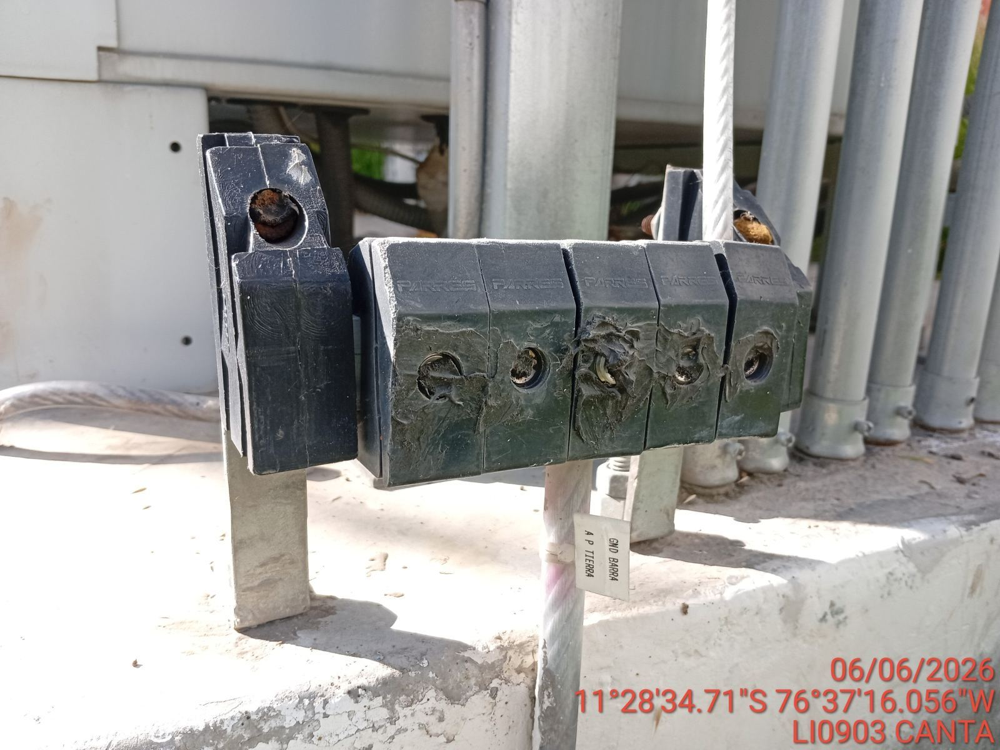 PARRES PARRES PARRES PARRES PARRES
GND BARRA
A P TIERRA
06/06/2026
11°28'34.71"S 76°37'16.056"W
LI0903 CANTA